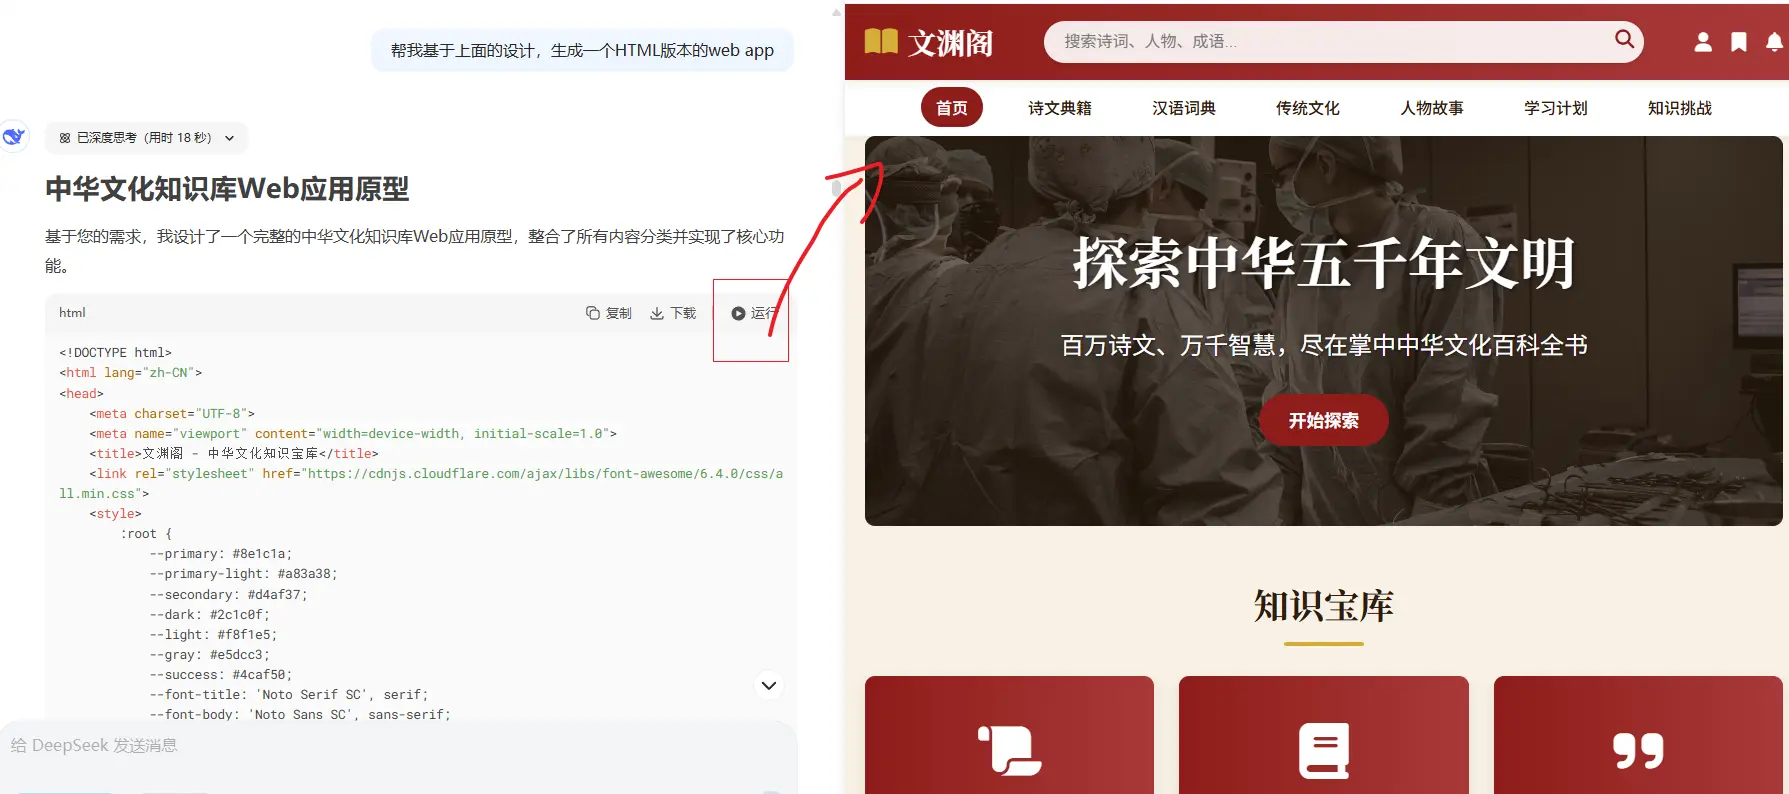 帮我基于上面的设计，生成一个HTML版本的web app
已深度思考（用时 18 秒）
中华文化知识库Web应用原型
基于您的需求，我设计了一个完整的中华文化知识库Web应用原型，整合了所有内容分类并实现了核心功
能。
html
复制
下载
运行
<!DOCTYPE html>
<html lang="zh-CN">
<head>
<meta charset="UTF-8">
<meta name="viewport" content="width=device-width, initial-scale=1.0">
<title>文渊阁 - 中华文化知识宝库</title>
<link rel="stylesheet" href="https://cdnjs.cloudflare.com/ajax/libs/font-awesome/6.4.0/css/a
ll.min.css">
<style>
:root {
--primary: #8e1c1a;
--primary-light: #a83a38;
--secondary: #d4af37;
--dark: #2c1c0f;
--light: #f8f1e5;
--gray: #e5dcc3;
--success: #4caf50;
--font-title: 'Noto Serif SC', serif;
--font-body: 'Noto Sans SC', sans-serif;
给 DeepSeek 发送消息
文渊阁
搜索诗词、人物、成语...
首页
诗文典籍
汉语词典
传统文化
人物故事
学习计划
知识挑战
探索中华五千年文明
百万诗文、万千智慧，尽在掌中中华文化百科全书
开始探索
知识宝库